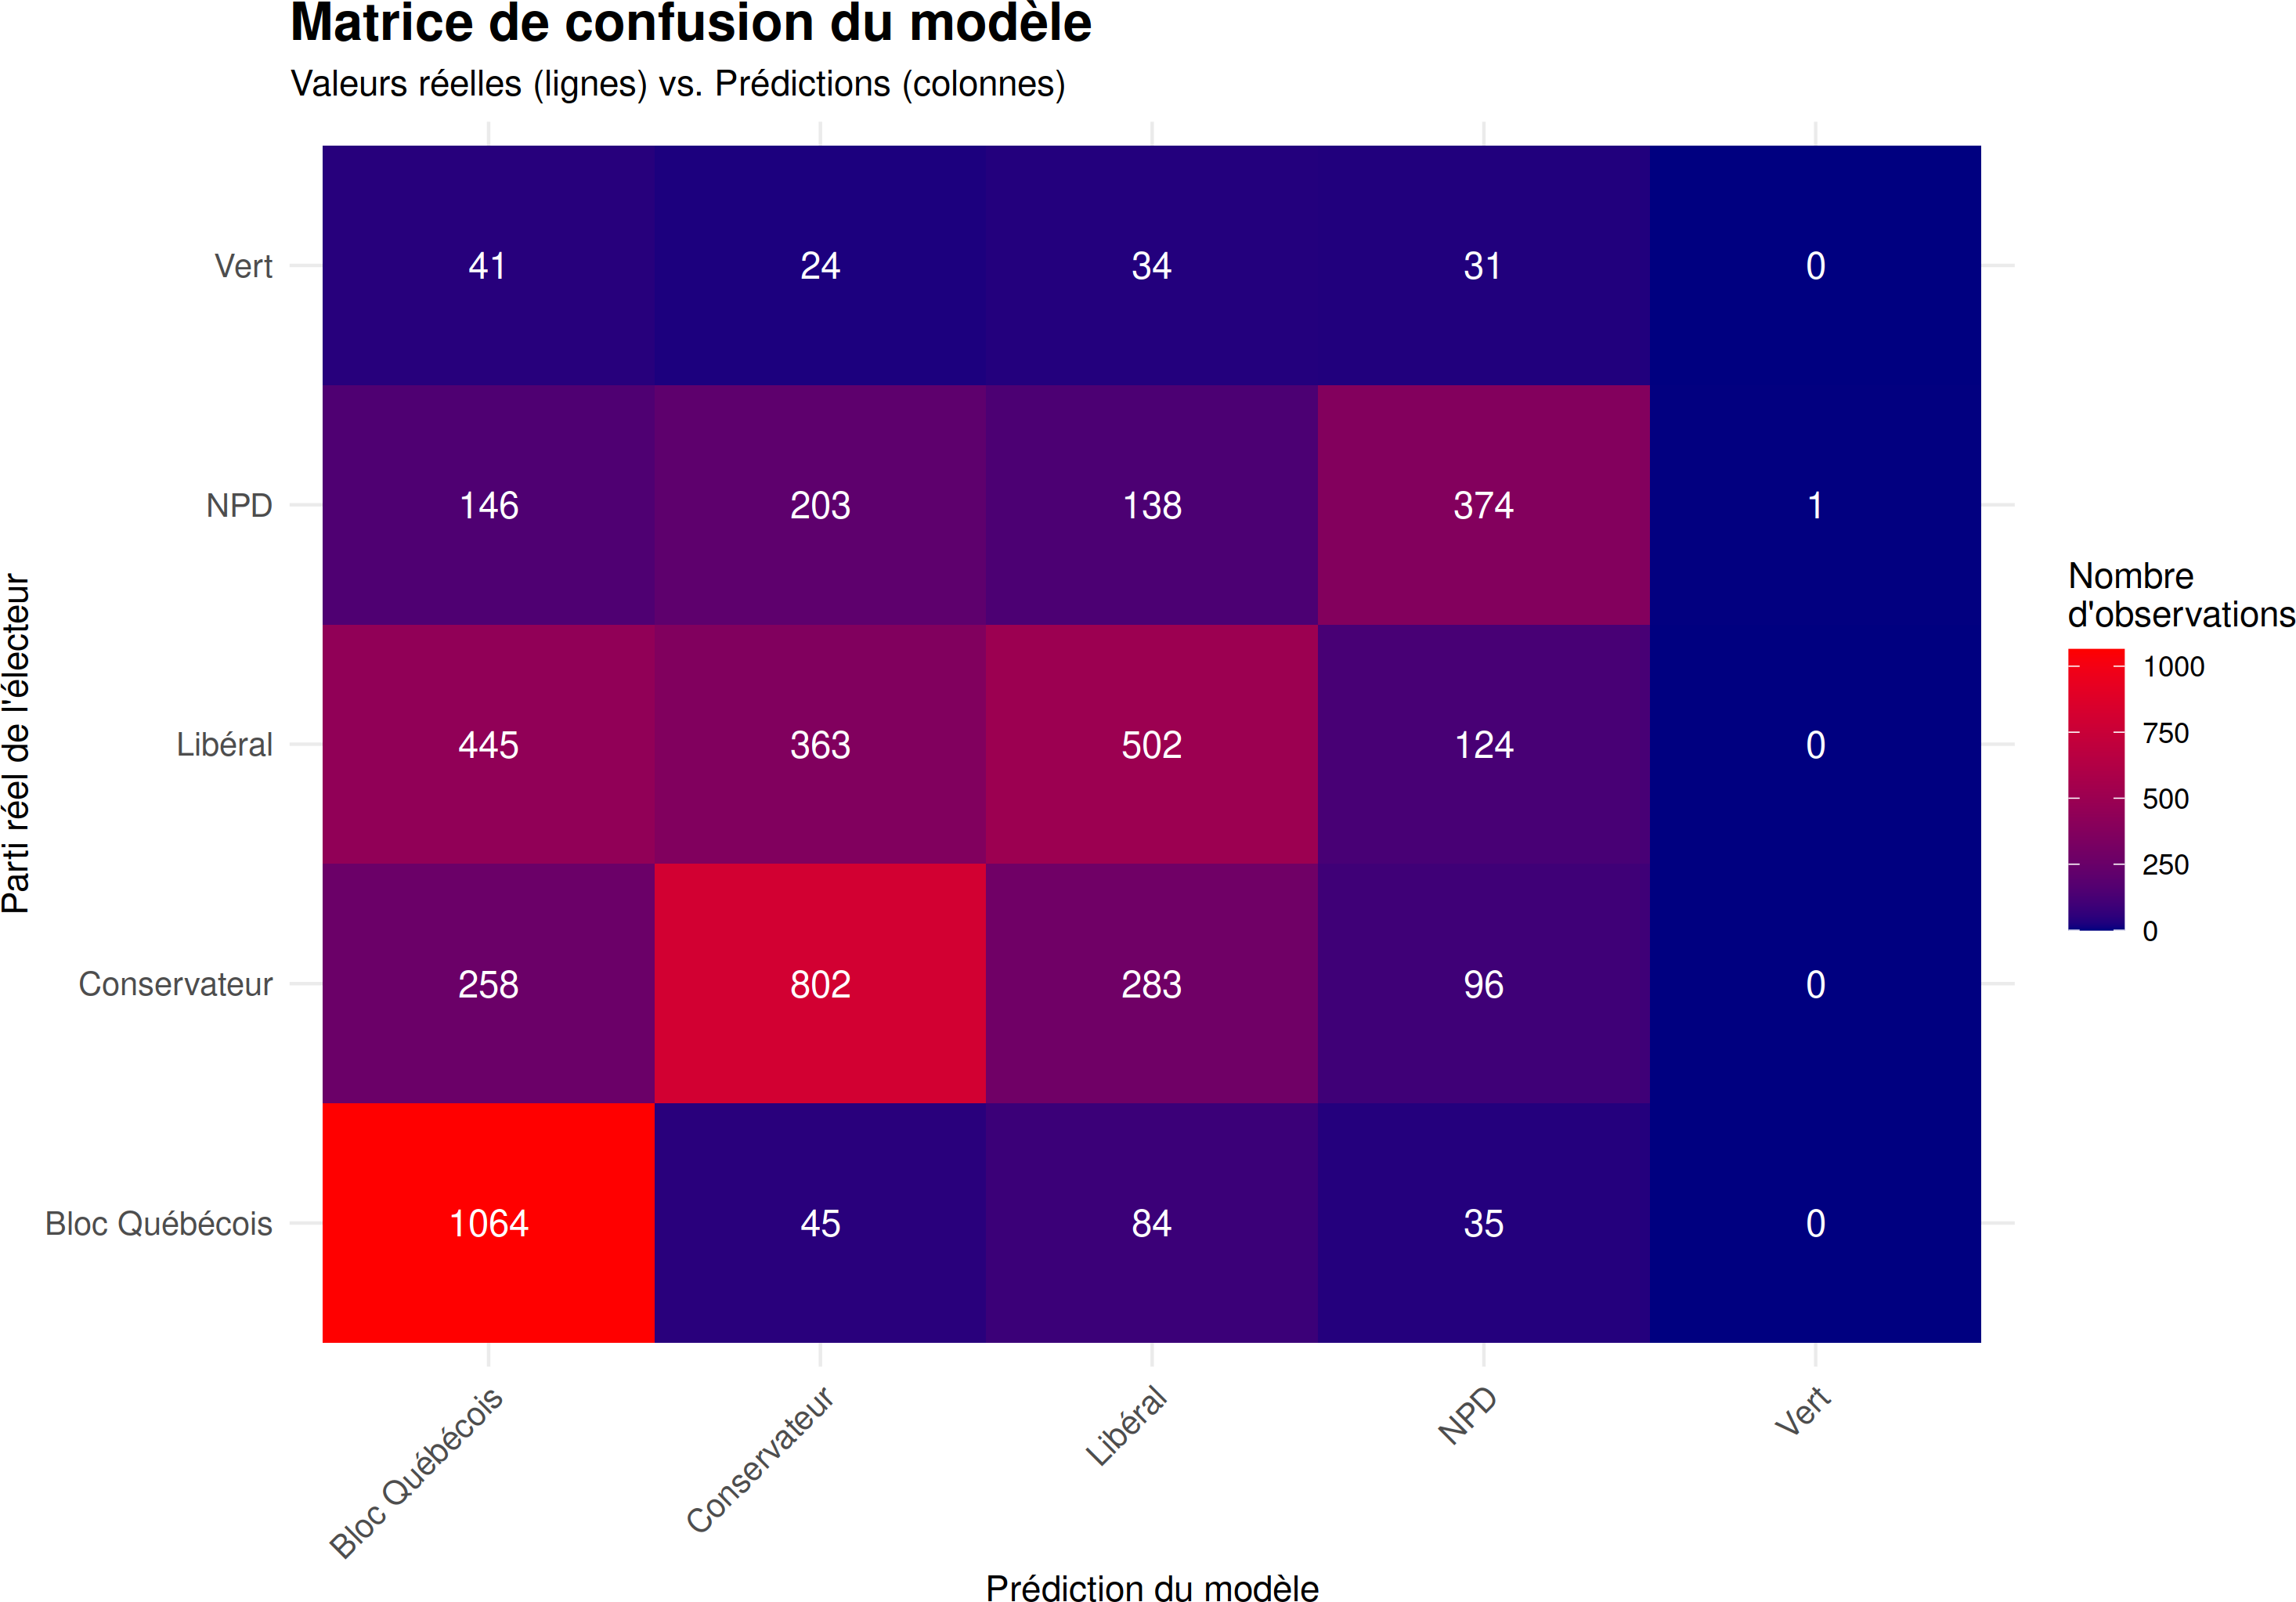 Matrice de confusion du modèle
Valeurs réelles (lignes) vs. Prédictions (colonnes)
Parti réel de l'électeur
Vert
41
24
34
31
0
NPD
146
203
138
374
1
Libéral
445
363
502
124
0
Conservateur
258
802
283
96
0
Bloc Québécois
1064
45
84
35
0
Bloc Québécois
Conservateur
Libéral
NPD
Vert
Prédiction du modèle
Nombre
d'observations
1000
750
500
250
0